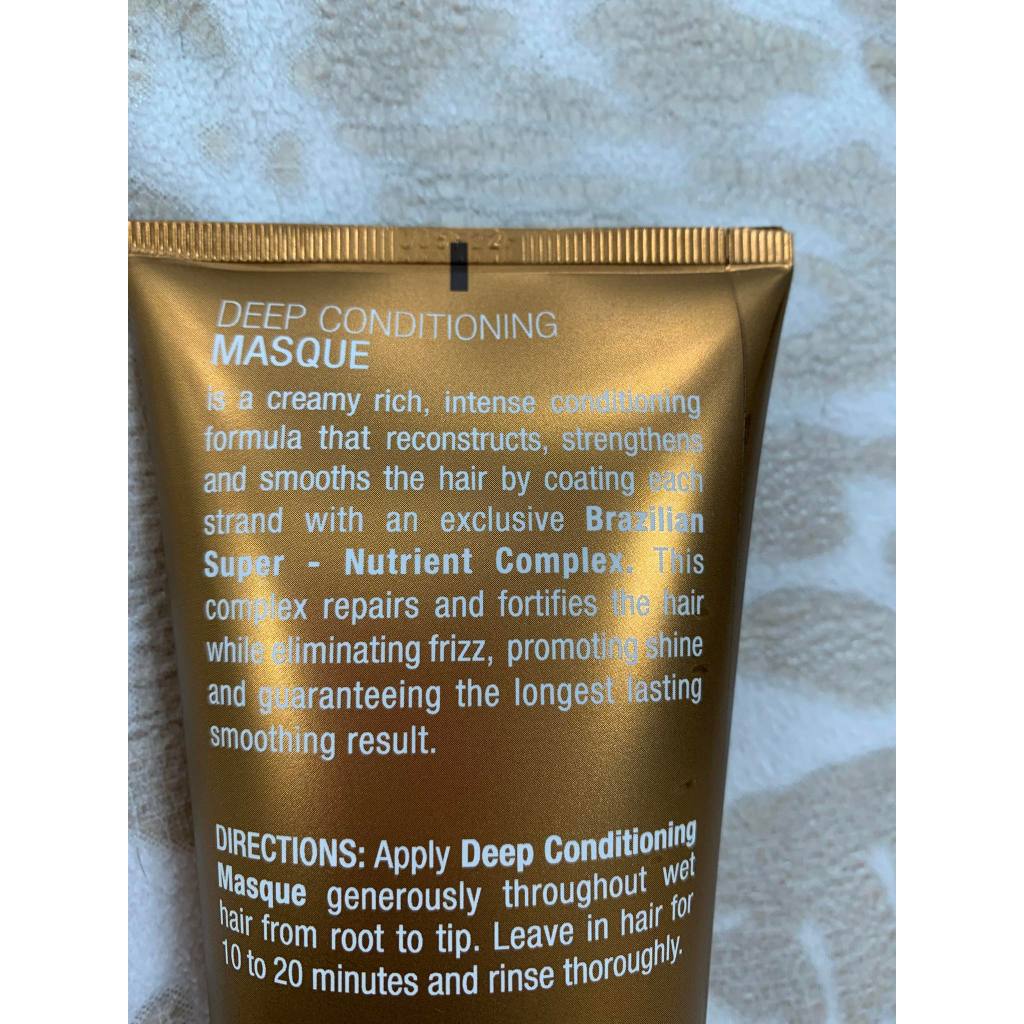 DEEP CONDITIONING
MASQUE
is a creamy rich, intense conditioning
formula that reconstructs, strengthens
and smooths the hair by coating each
strand with an exclusive Brazilian
Super - Nutrient Complex. This
complex repairs and fortifies the hair
while eliminating frizz, promoting shine
and guaranteeing the longest lasting
smoothing result.
DIRECTIONS: Apply Deep Conditioning
Masque generously throughout wet
hair from root to tip. Leave in hair for
10 to 20 minutes and rinse thoroughly.